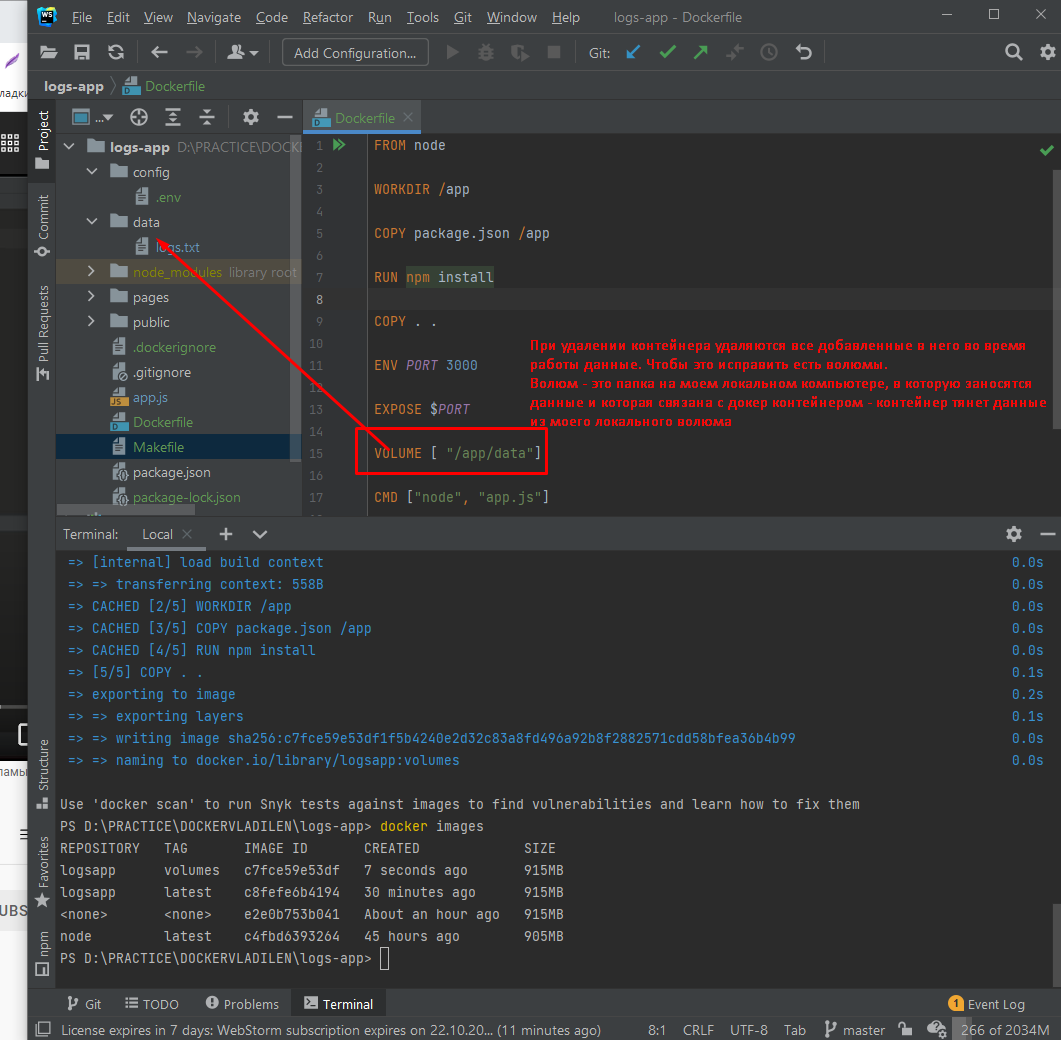 File Edit View Navigate Code Refactor Run Tools Git Window Help logs-app - Dockerfile
Add Configuration... Git:
logs-app Dockerfile
ладки
Project
Commit
Pull Requests
... Dockerfile
logs-app D:\PRACTICE\DOCK
config
.env
data
logs.txt
node_modules library root
pages
public
.dockerignore
.gitignore
app.js
Dockerfile
Makefile
package.json
package-lock.json
1 FROM node
2
3 WORKDIR /app
4
5 COPY package.json /app
6
7 RUN npm install
8
9 COPY . .
10
11 ENV PORT 3000
12
13 EXPOSE $PORT
14
15 VOLUME [ "/app/data"]
16
17 CMD ["node", "app.js"]
При удалении контейнера удаляются все добавленные в него во время
работы данные. Чтобы это исправить есть волюмы.
Волюм - это папка на моем локальном компьютере, в которую заносятся
данные и которая связана с докер контейнером - контейнер тянет данные
из моего локального волюма
Terminal: Local
=> [internal] load build context 0.0s
=> => transferring context: 558B 0.0s
=> CACHED [2/5] WORKDIR /app 0.0s
=> CACHED [3/5] COPY package.json /app 0.0s
=> CACHED [4/5] RUN npm install 0.0s
=> [5/5] COPY . . 0.1s
=> exporting to image 0.2s
=> => exporting layers 0.1s
=> => writing image sha256:c7fce59e53df1f5b4240e2d32c83a8fd496a92b8f2882571cdd58bfea36b4b99 0.0s
=> => naming to docker.io/library/logsapp:volumes 0.0s
Use 'docker scan' to run Snyk tests against images to find vulnerabilities and learn how to fix them
PS D:\PRACTICE\DOCKERVLADILEN\logs-app> docker images
REPOSITORY TAG IMAGE ID CREATED SIZE
logsapp volumes c7fce59e53df 7 seconds ago 915MB
logsapp latest c8fefe6b4194 30 minutes ago 915MB
<none> <none> e2e0b753b041 About an hour ago 915MB
node latest c4fbd6393264 45 hours ago 905MB
PS D:\PRACTICE\DOCKERVLADILEN\logs-app>
Structure
Favorites
npm
UBS
Git TODO Problems Terminal 1 Event Log
License expires in 7 days: WebStorm subscription expires on 22.10.20... (11 minutes ago) 8:1 CRLF UTF-8 Tab master 266 of 2034M